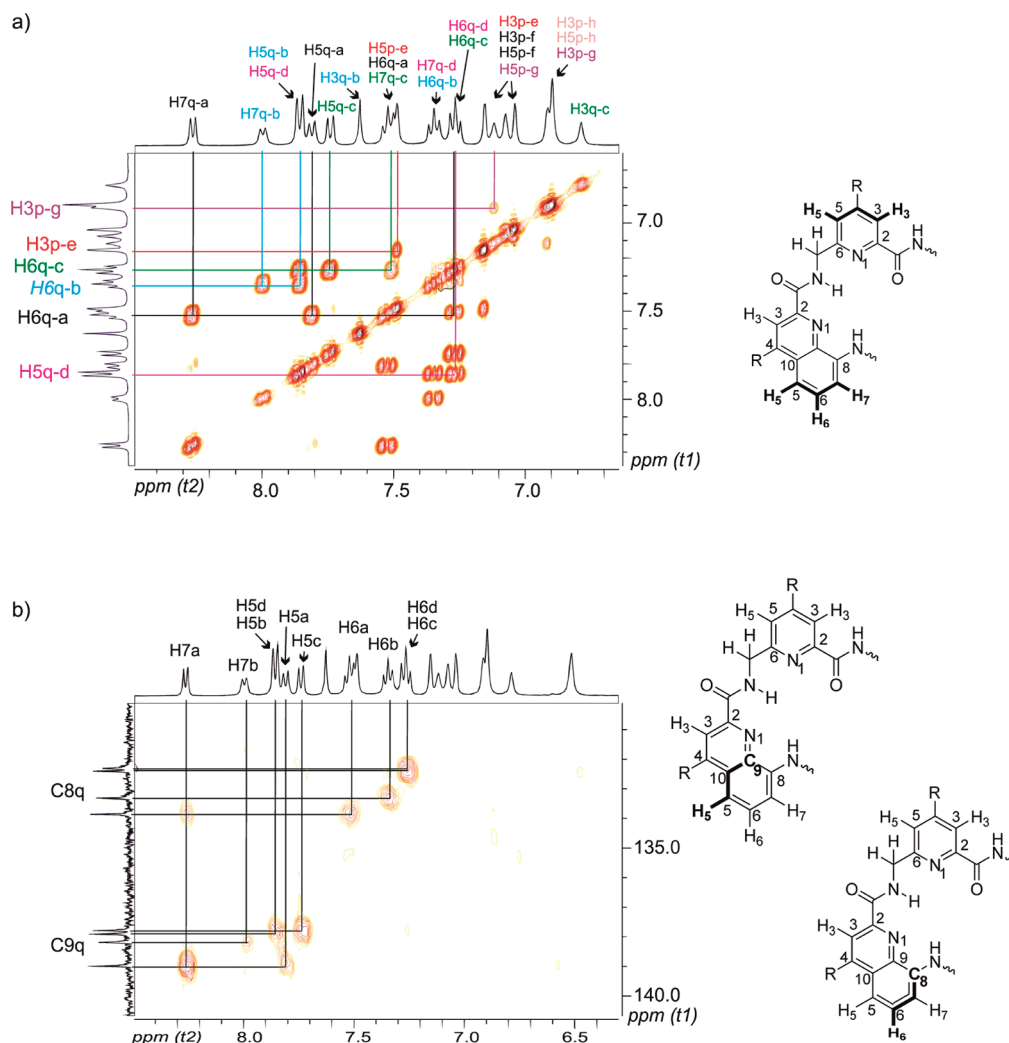 a)
H5q-b
H5q-d
H5q-a
H7q-a
H7q-b
H5q-c
H3q-b
H5p-e
H6q-a
H7q-c
H7q-d
H6q-b
H6q-d
H6q-c
H3p-e
H3p-f
H5p-f
H5p-g
H3p-h
H5p-h
H3p-g
H3q-c
H3p-g
H3p-e
H6q-c
H6q-b
H6q-a
H5q-d
7.0
7.5
8.0
ppm (t1)
ppm (t2)
8.0
7.5
7.0
R
H5
5
3
H3
H
H
6
N1
2
NH
O
O
N
H
H3
3
2
N1
4
R
10
9
8
H
N
H5
5
6
H7
H6
b)
H7a
H7b
H5d
H5b
H5a
H5c
H6a
H6b
H6d
H6c
C8q
C9q
135.0
140.0
ppm (t1)
ppm (t2)
8.0
7.5
7.0
6.5
R
H5
5
3
H3
H
H
6
N1
2
NH
O
O
N
H
H3
3
2
N1
4
R
10
C9
8
H
N
H5
5
6
H7
H6
R
H5
5
3
H3
H
H
6
N1
2
NH
O
O
N
H
H3
3
2
N1
4
R
10
9
C8
H
N
H5
5
6
H7
H6